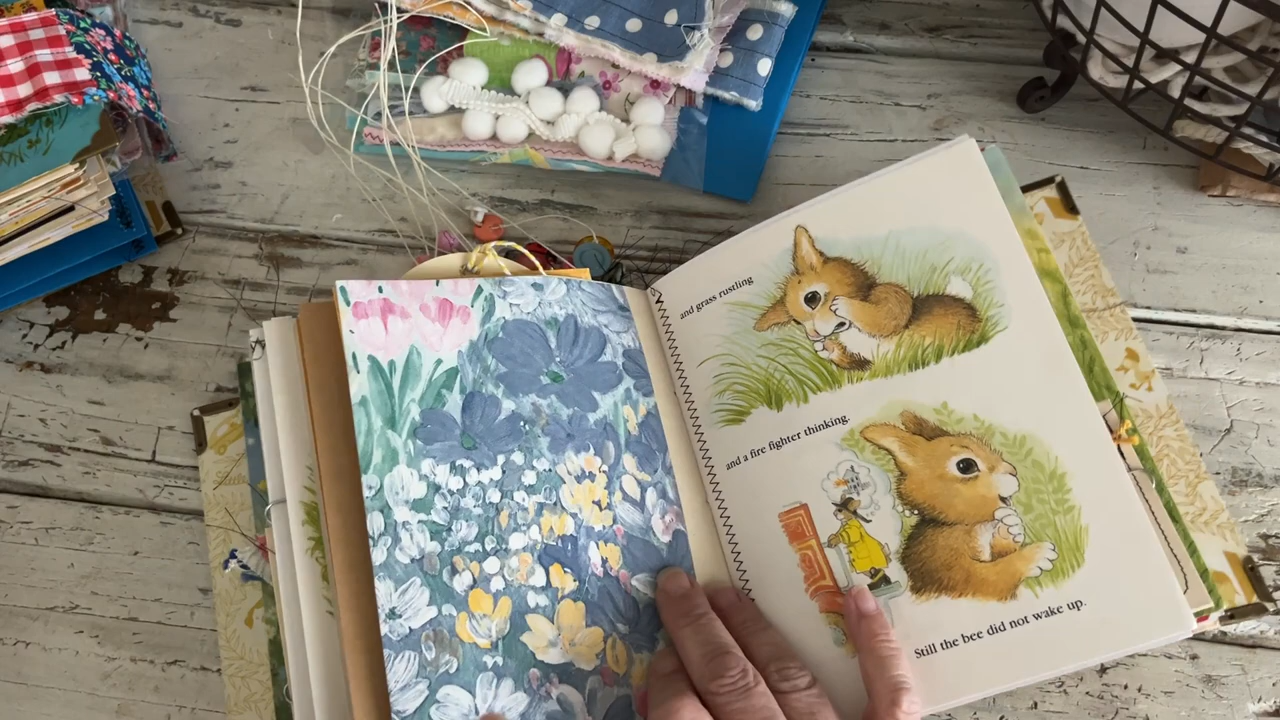 and grass rustling
and a fire fighter thinking.
Still the bee did not wake up.